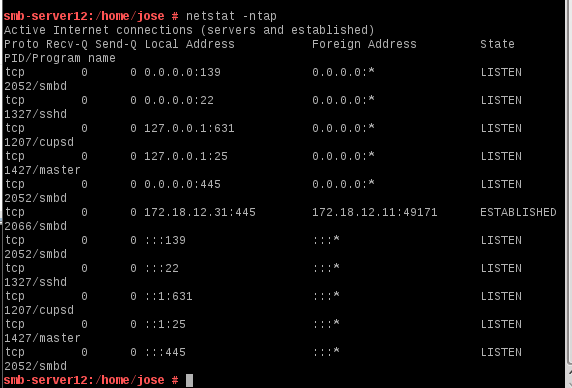 smb-server12:/home/jose # netstat -ntap
Active Internet connections (servers and established)
Proto Recv-Q Send-Q Local Address           Foreign Address         State
PID/Program name
tcp        0      0 0.0.0.0:139             0.0.0.0:*               LISTEN
2052/smbd
tcp        0      0 0.0.0.0:22              0.0.0.0:*               LISTEN
1327/sshd
tcp        0      0 127.0.0.1:631           0.0.0.0:*               LISTEN
1207/cupsd
tcp        0      0 127.0.0.1:25            0.0.0.0:*               LISTEN
1427/master
tcp        0      0 0.0.0.0:445             0.0.0.0:*               LISTEN
2052/smbd
tcp        0      0 172.18.12.31:445        172.18.12.11:49171      ESTABLISHED
2066/smbd
tcp        0      0 :::139                  :::*                    LISTEN
2052/smbd
tcp        0      0 :::22                   :::*                    LISTEN
1327/sshd
tcp        0      0 ::1:631                 :::*                    LISTEN
1207/cupsd
tcp        0      0 ::1:25                  :::*                    LISTEN
1427/master
tcp        0      0 :::445                  :::*                    LISTEN
2052/smbd
smb-server12:/home/jose #